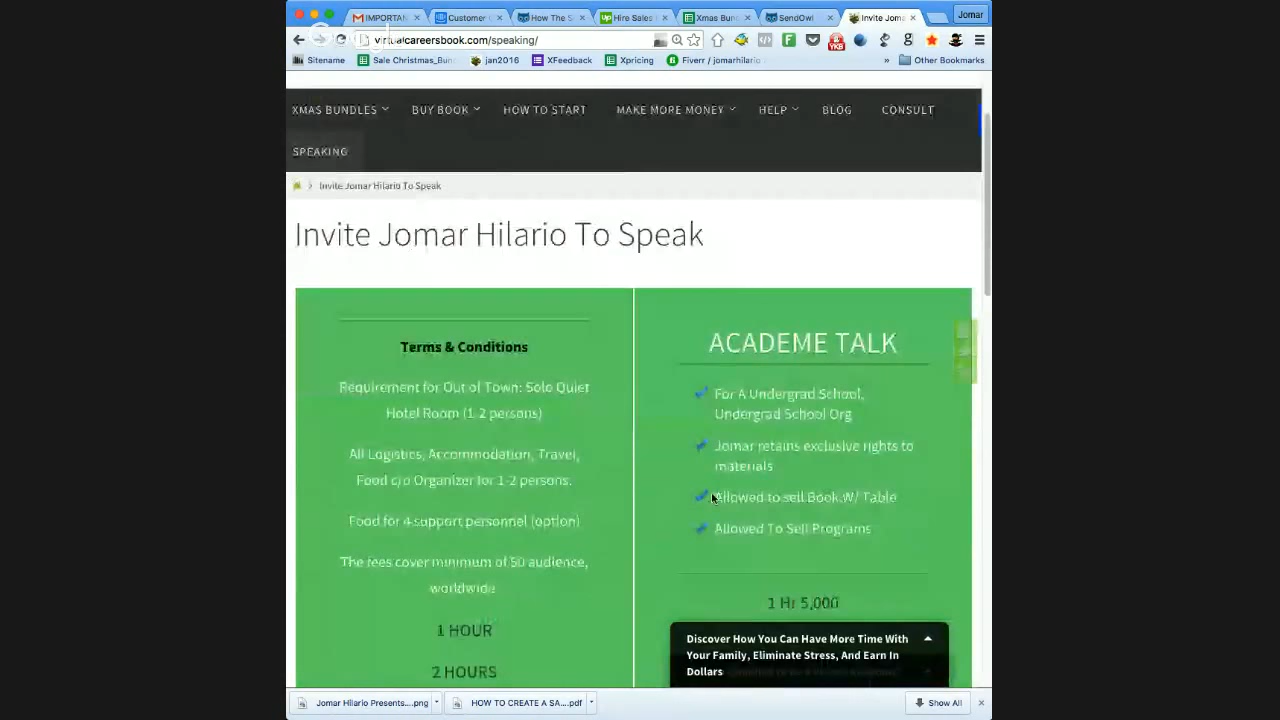 IMPORTAN
Customer
How The S
Hire Sales
Xmas Bun
SendOwl
Invite Jom
Jomar
careersbook.com/speaking/
Sitename
Sale Christmas_Bun
jan2016
XFeedback
Xpricing
Fiverr / jomarhilario
»
Other Bookmarks
XMAS BUNDLES
BUY BOOK
HOW TO START
MAKE MORE MONEY
HELP
BLOG
CONSULT
SPEAKING
Invite Jomar Hilario To Speak
Invite Jomar Hilario To Speak
Terms & Conditions
Requirement for Out of Town: Solo Quiet
Hotel Room (1-2 persons)
All Logistics, Accommodation, Travel,
Food c/o Organizer for 1-2 persons.
Food for 4 support personnel (option)
The fees cover minimum of 50 audience,
worldwide
1 HOUR
2 HOURS
ACADEME TALK
For A Undergrad School,
Undergrad School Org
Jomar retains exclusive rights to
materials
Allowed to sell Book W/ Table
Allowed To Sell Programs
1 Hr 5,000
Discover How You Can Have More Time With
Your Family, Eliminate Stress, And Earn In
Dollars
Jomar Hilario Presents....png
HOW TO CREATE A SA....pdf
Show All